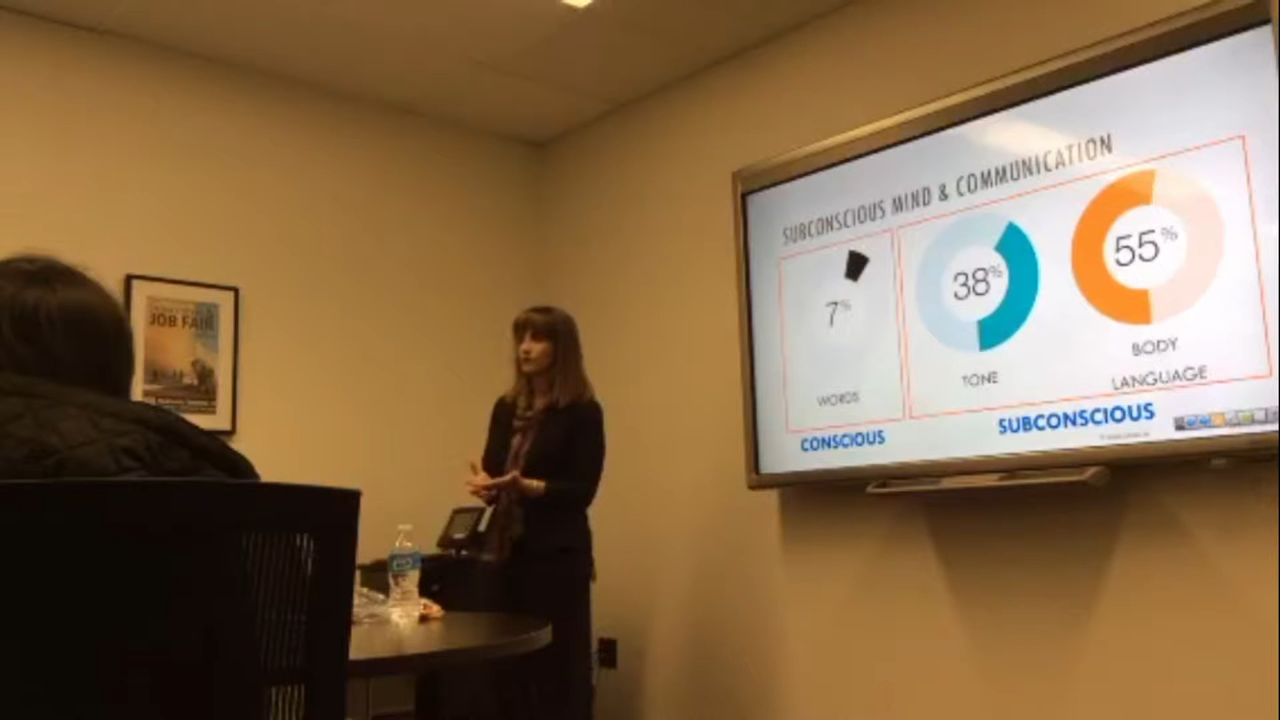 JOB FAIR
SUBCONSCIOUS MIND & COMMUNICATION
7%
WORDS
38%
TONE
55%
BODY
LANGUAGE
CONSCIOUS
SUBCONSCIOUS